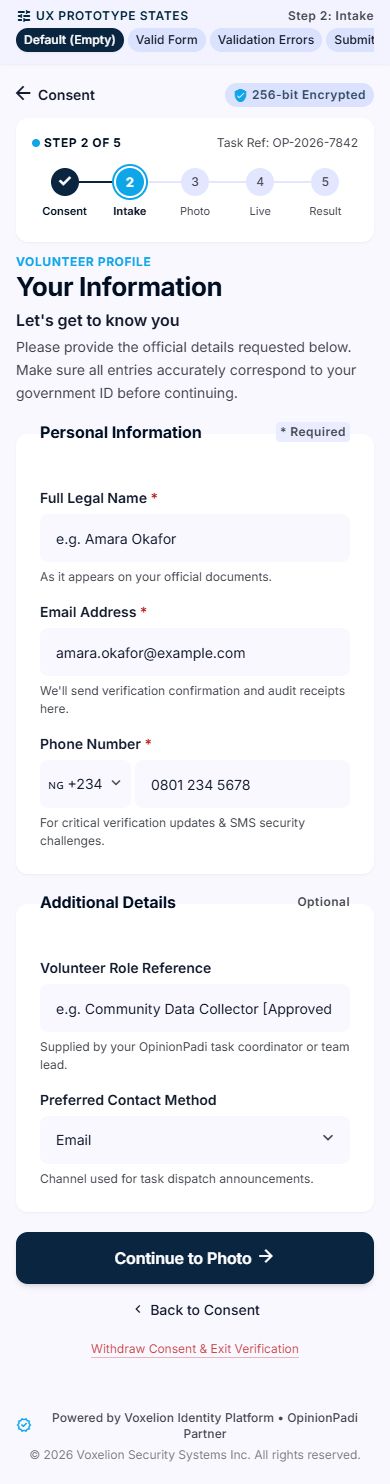 UX PROTOTYPE STATES
Step 2: Intake
Default (Empty) Valid Form Validation Errors Submit
Consent
256-bit Encrypted
STEP 2 OF 5
Task Ref: OP-2026-7842
2 3 4 5
Consent Intake Photo Live Result
VOLUNTEER PROFILE
Your Information
Let's get to know you
Please provide the official details requested below.
Make sure all entries accurately correspond to your
government ID before continuing.
Personal Information
* Required
Full Legal Name *
e.g. Amara Okafor
As it appears on your official documents.
Email Address *
amara.okafor@example.com
We'll send verification confirmation and audit receipts
here.
Phone Number *
NG +234
0801 234 5678
For critical verification updates & SMS security
challenges.
Additional Details
Optional
Volunteer Role Reference
e.g. Community Data Collector [Approved
Supplied by your OpinionPadi task coordinator or team
lead.
Preferred Contact Method
Email
Channel used for task dispatch announcements.
Continue to Photo
Back to Consent
Withdraw Consent & Exit Verification
Powered by Voxelion Identity Platform • OpinionPadi
Partner
© 2026 Voxelion Security Systems Inc. All rights reserved.